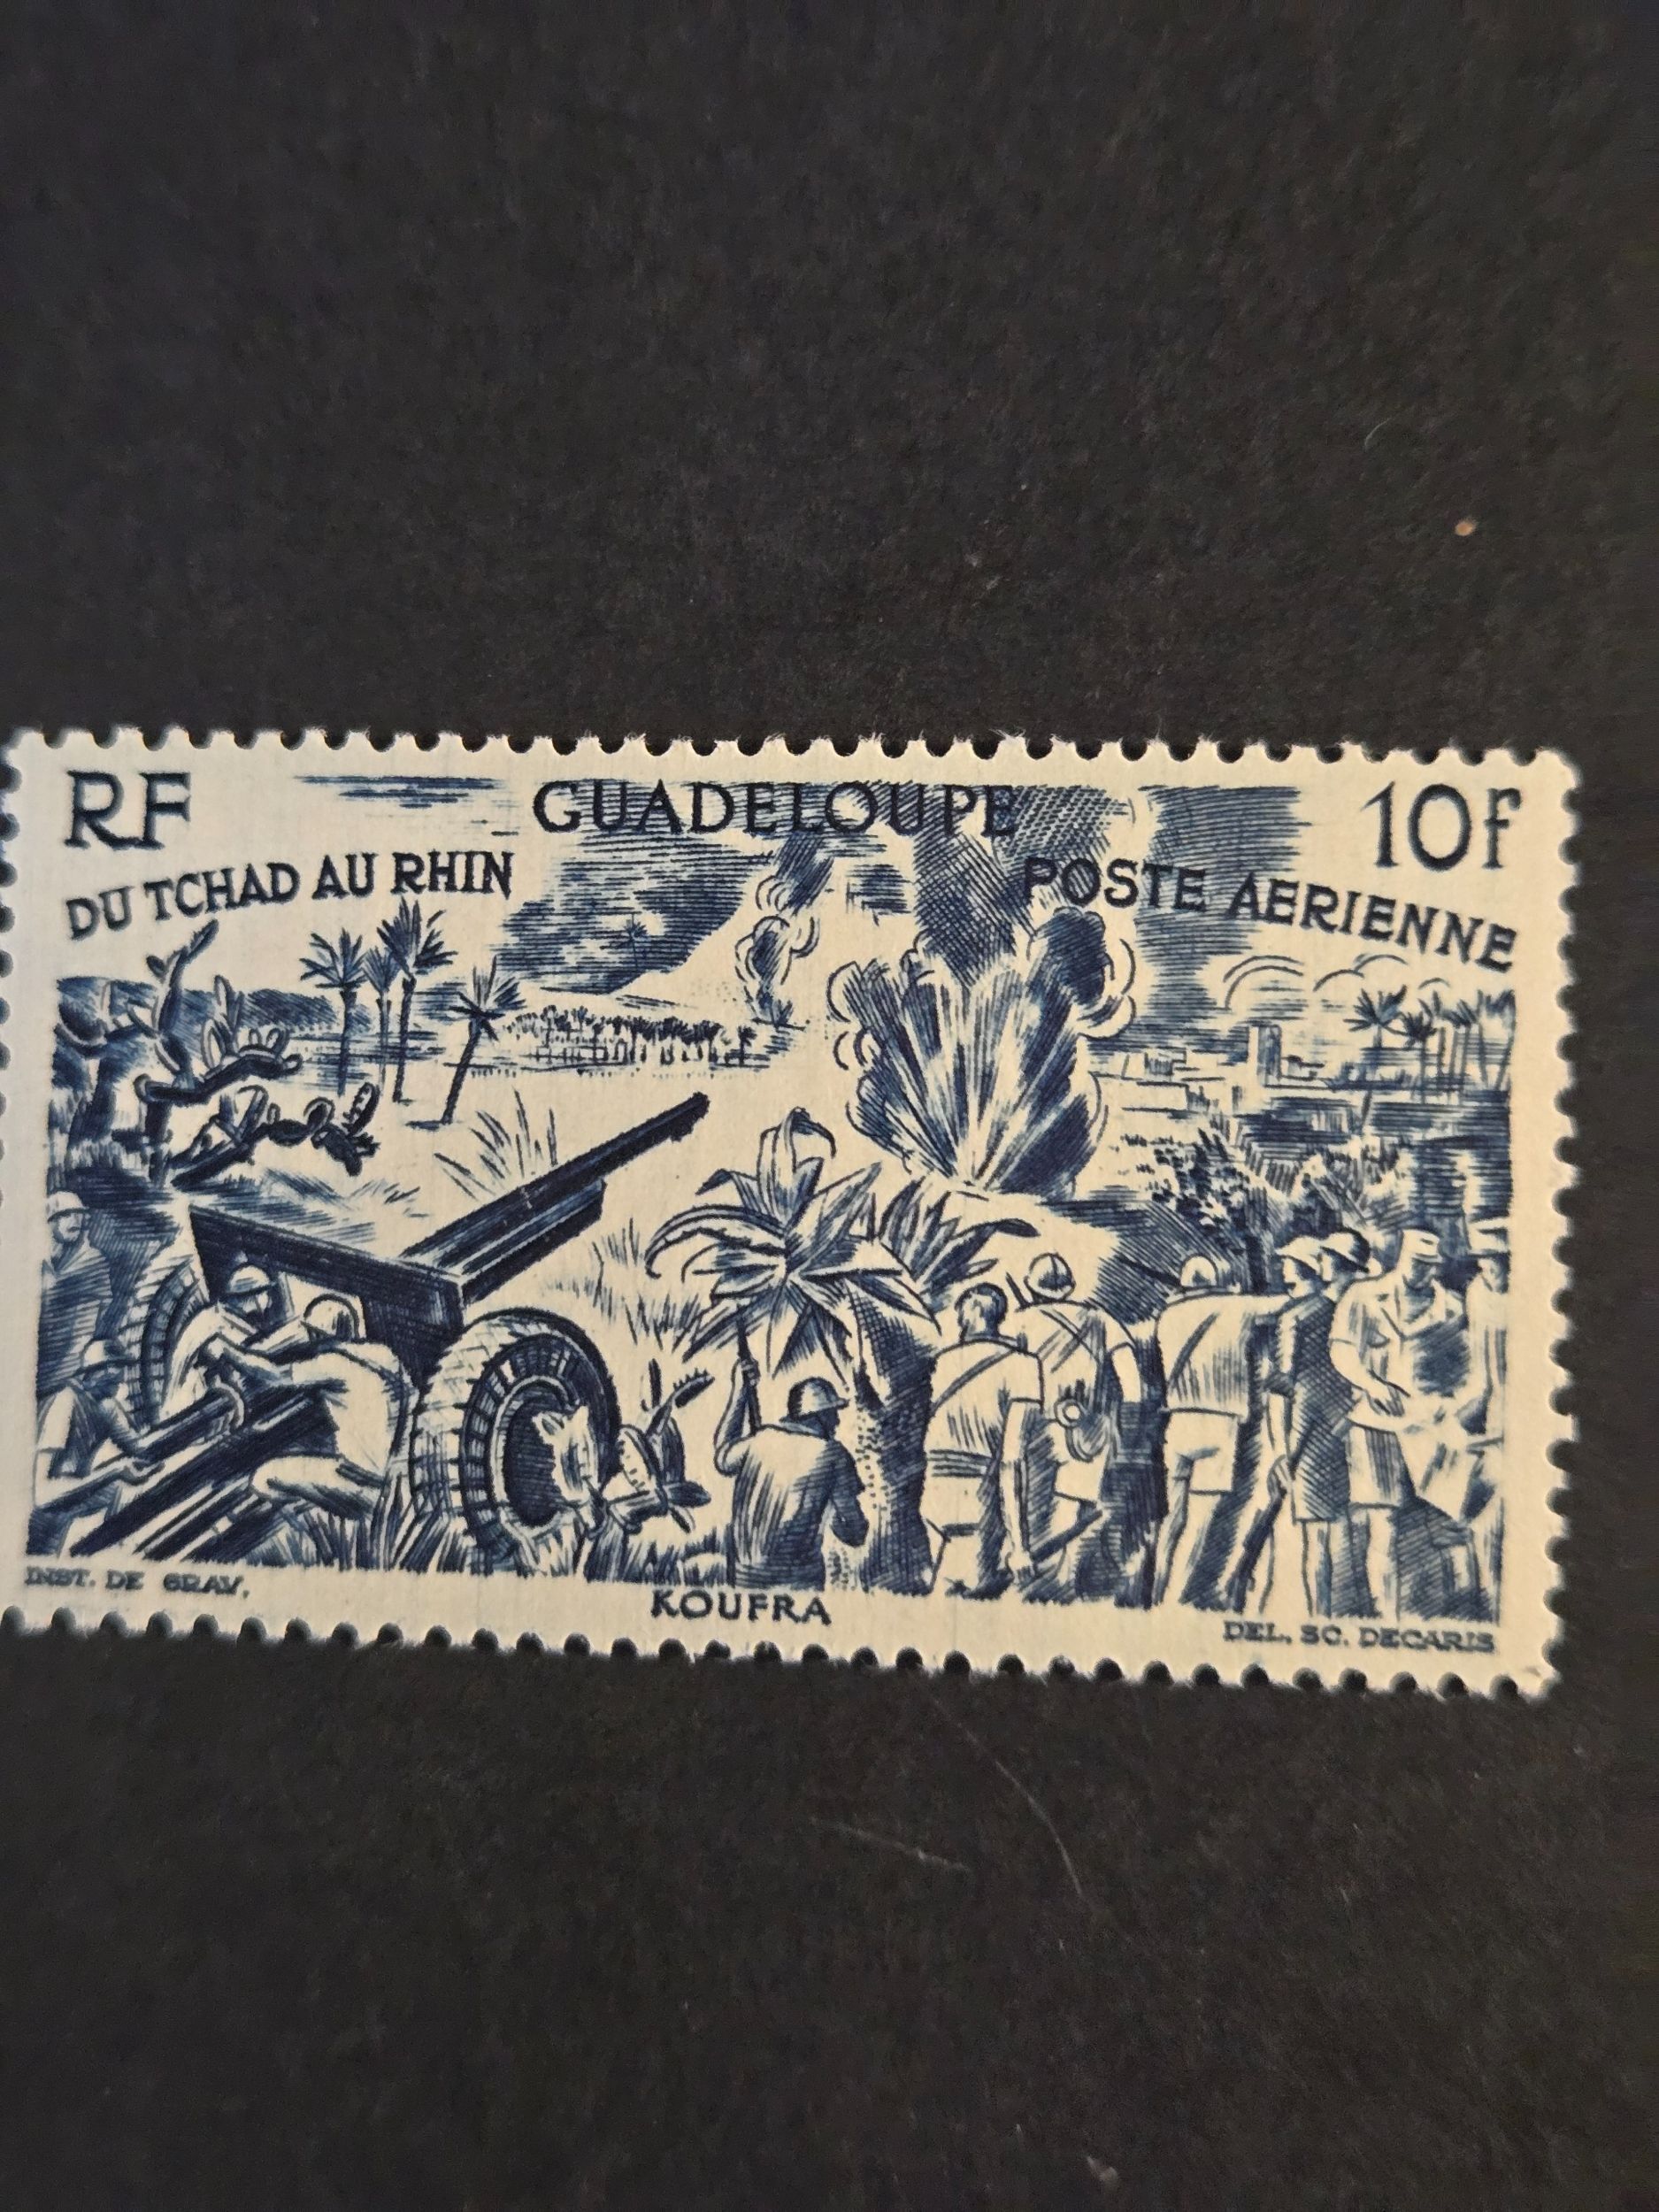 RF
GUADELOUPE
10f
DU TCHAD AU RHIN
POSTE AERIENNE
INST. DE GRAV.
KOUFRA
DEL. SC. DECARIS